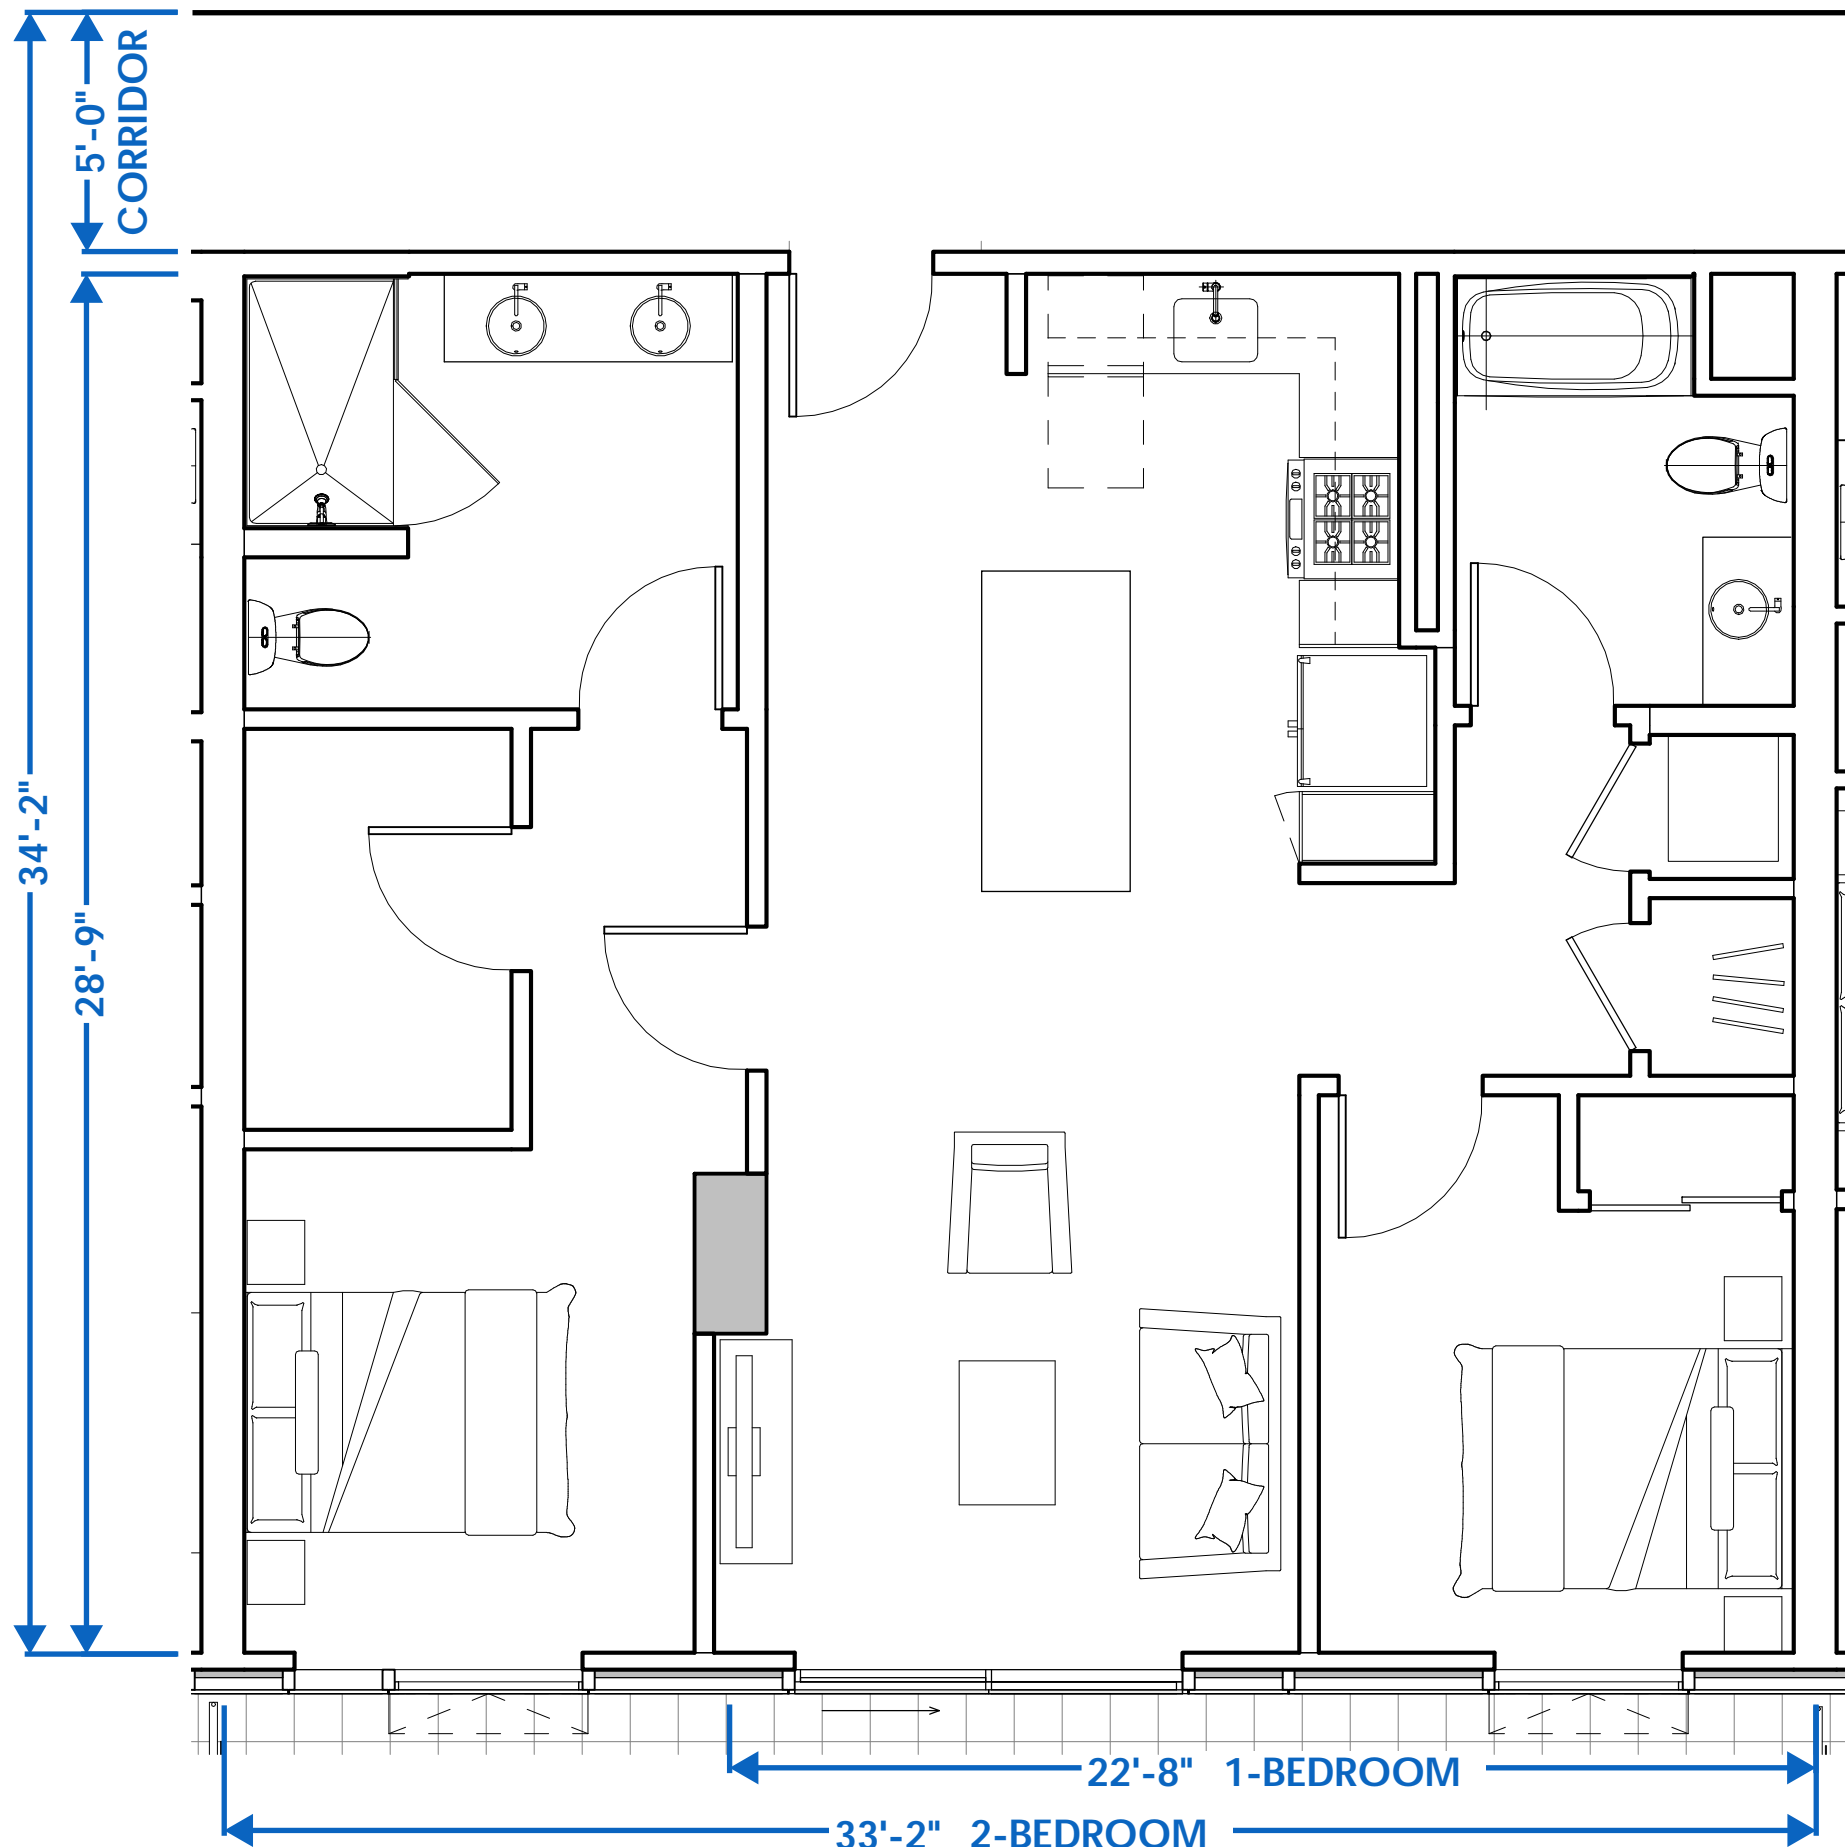 5'-0"
CORRIDOR
34'-2"
28'-9"
22'-8" 1-BEDROOM
33'-2" 2-BEDROOM